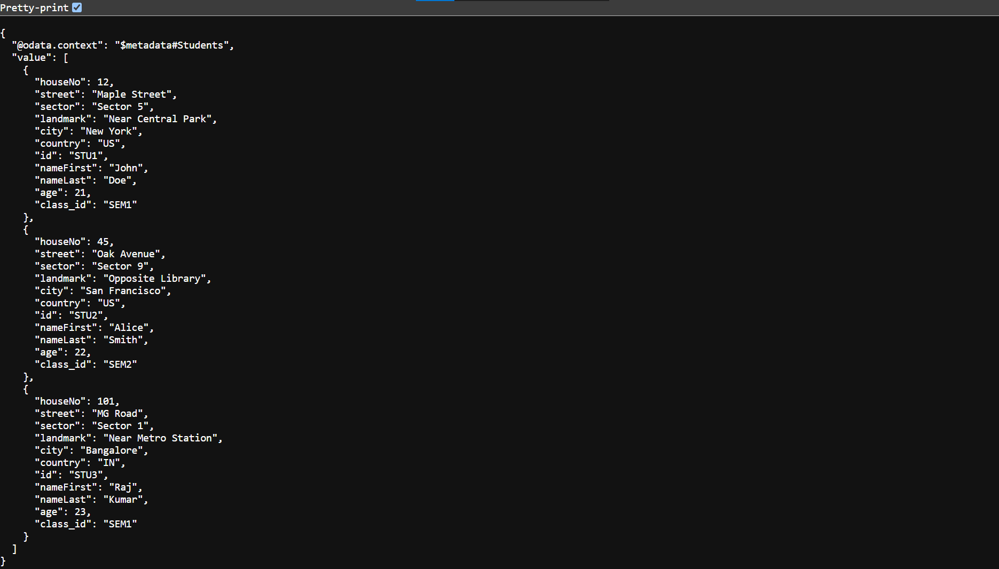 Pretty-print
{
  "@odata.context": "$metadata#Students",
  "value": [
    {
      "houseNo": 12,
      "street": "Maple Street",
      "sector": "Sector 5",
      "landmark": "Near Central Park",
      "city": "New York",
      "country": "US",
      "id": "STU1",
      "nameFirst": "John",
      "nameLast": "Doe",
      "age": 21,
      "class_id": "SEM1"
    },
    {
      "houseNo": 45,
      "street": "Oak Avenue",
      "sector": "Sector 9",
      "landmark": "Opposite Library",
      "city": "San Francisco",
      "country": "US",
      "id": "STU2",
      "nameFirst": "Alice",
      "nameLast": "Smith",
      "age": 22,
      "class_id": "SEM2"
    },
    {
      "houseNo": 101,
      "street": "MG Road",
      "sector": "Sector 1",
      "landmark": "Near Metro Station",
      "city": "Bangalore",
      "country": "IN",
      "id": "STU3",
      "nameFirst": "Raj",
      "nameLast": "Kumar",
      "age": 23,
      "class_id": "SEM1"
    }
  ]
}